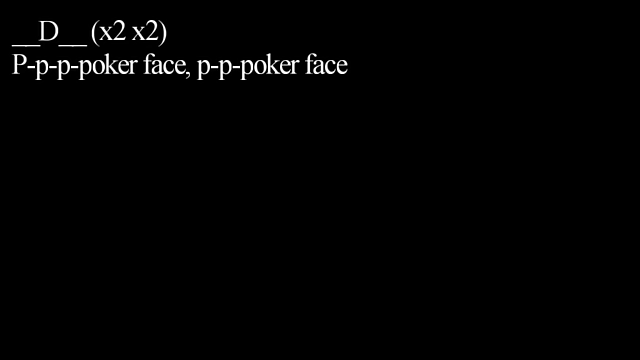 __D__ (x2 x2)
P-p-p-poker face, p-p-poker face